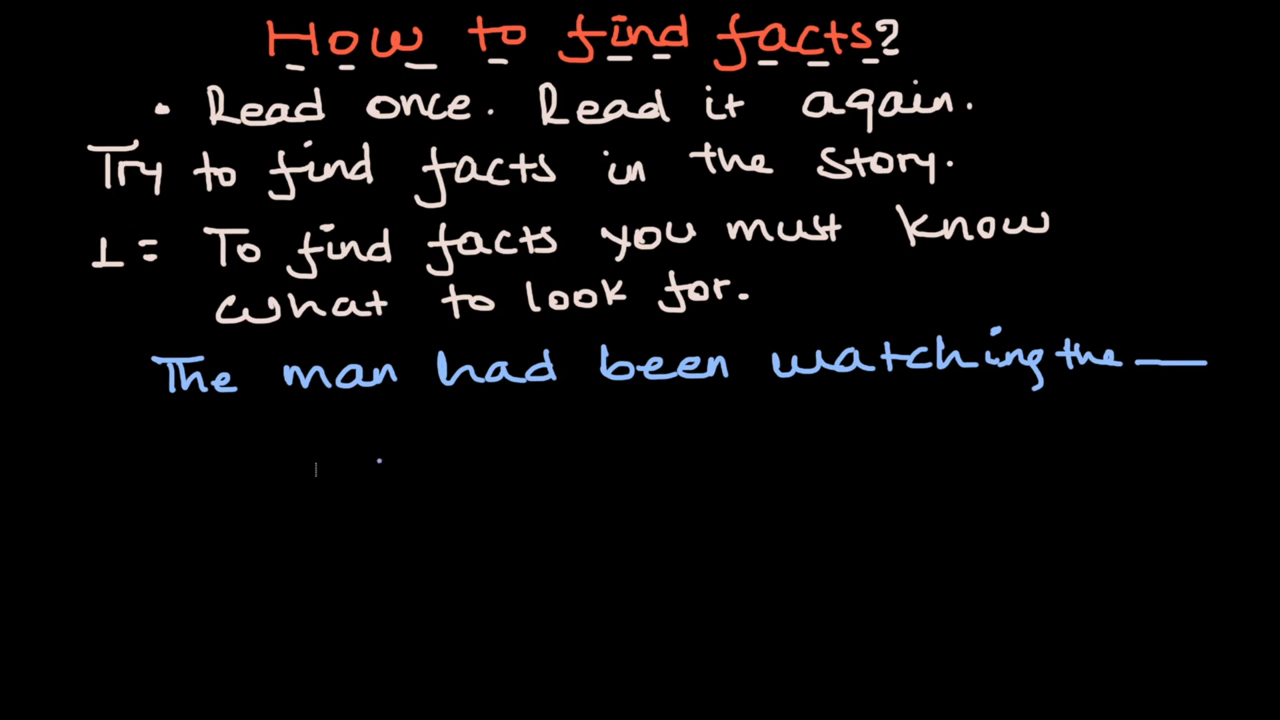 How to find facts?
• Read once. Read it again.
Try to find facts in the story.
1= To find facts you must know
what to look for.
The man had been watching the ___